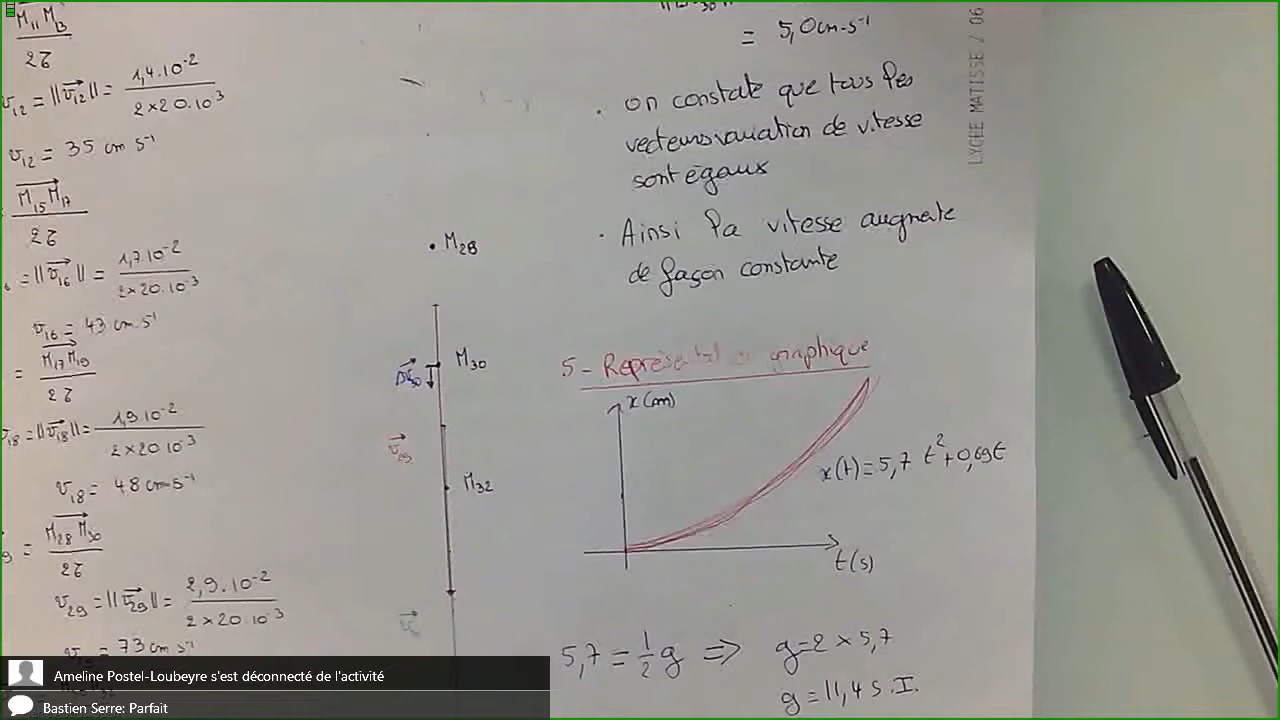 M₁₁M₁₃
2τ
v₁₂ = ||v₁₂|| = 1,4.10⁻²
2×20.10⁻³
v₁₂ = 35 cm s⁻¹
M₁₅M₁₇
2τ
= ||v₁₆|| = 1,7.10⁻²
2×20.10⁻³
v₁₆ = 43 cm.s⁻¹
= M₁₇M₁₉
2τ
v₁₈ = ||v₁₈|| = 1,9.10⁻²
2×20 10⁻³
v₁₈ = 48 cm s⁻¹
= M₂₈M₃₀
2τ
v₂₉ = ||v₂₉|| = 2,9.10⁻²
2×20.10⁻³
= 73 cm s⁻¹
M₂₈
M₃₀
v₂₉
M₃₂
= 5,0 cm.s⁻¹
. on constate que tous les
vecteurs variation de vitesse
sont égaux
. Ainsi la vitesse augmente
de façon constante
5 - Représentation graphique
x(m)
x(t) = 5,7 t² + 0,69t
t(s)
5,7 = 1/2 g => g = 2 × 5,7
g = 11,4 S.I.
LYCÉE MATISSE / 06
Ameline Postel-Loubeyre s'est déconnecté de l'activité
Bastien Serre: Parfait